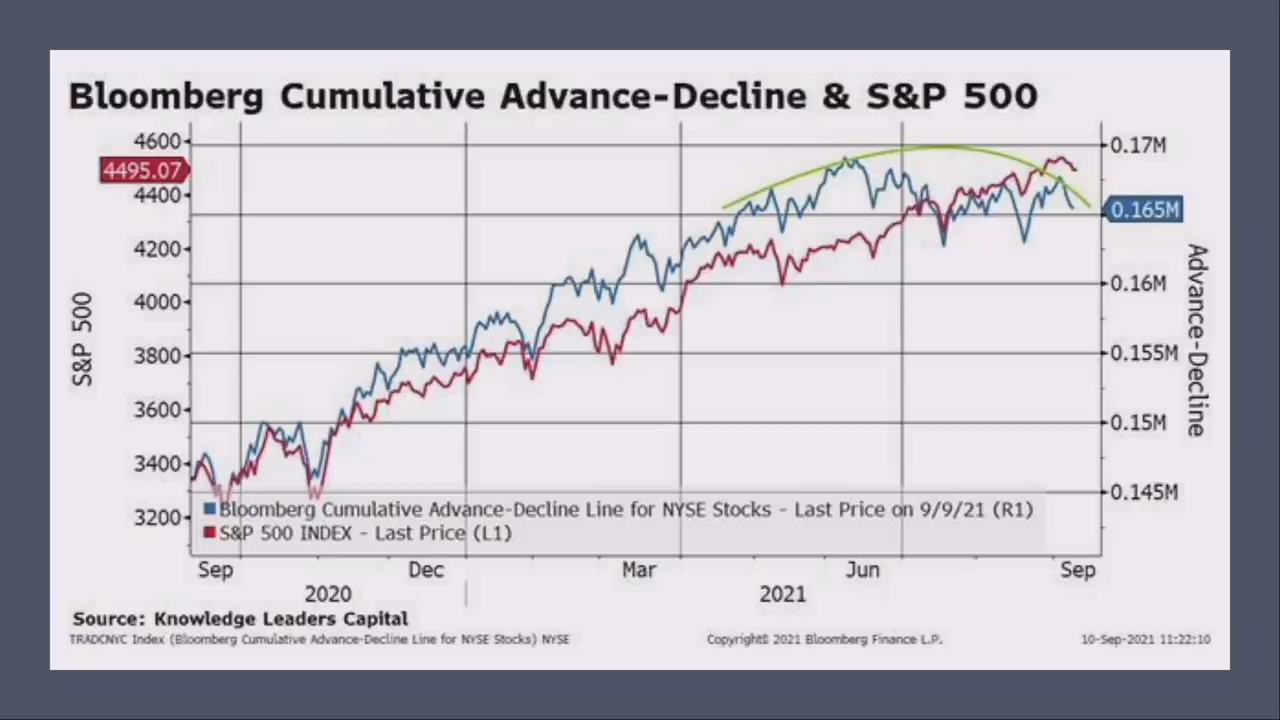 Bloomberg Cumulative Advance-Decline & S&P 500
4600
4495.07
4400
4200
4000
3800
3600
3400
3200
S&P 500
0.17M
0.165M
0.16M
0.155M
0.15M
0.145M
Advance-Decline
Bloomberg Cumulative Advance-Decline Line for NYSE Stocks - Last Price on 9/9/21 (R1)
S&P 500 INDEX - Last Price (L1)
Sep Dec Mar Jun Sep
2020 2021
Source: Knowledge Leaders Capital
TRADCNYC Index (Bloomberg Cumulative Advance-Decline Line for NYSE Stocks) NYSE Copyright© 2021 Bloomberg Finance L.P. 10-Sep-2021 11:22:10